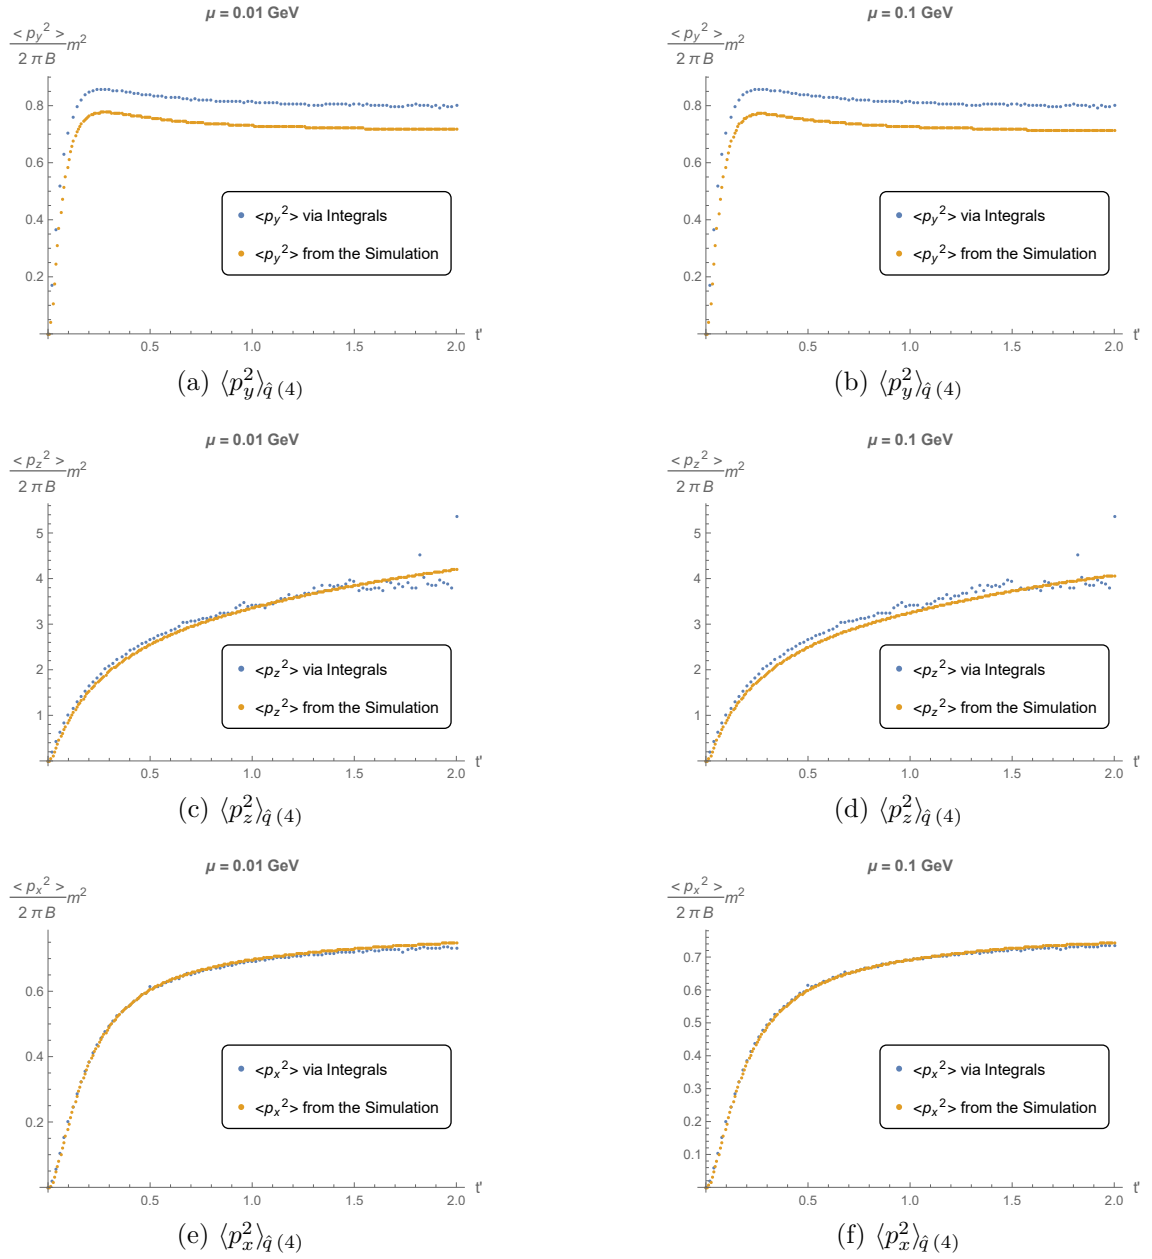 μ = 0.01 GeV
< p_y^2 > / 2 π B m^2
0.8
0.6
0.4
0.2
0.5 1.0 1.5 2.0 t'
<p_y^2> via Integrals
<p_y^2> from the Simulation
(a) ⟨p_y^2⟩_q̂ (4)
μ = 0.1 GeV
< p_y^2 > / 2 π B m^2
0.8
0.6
0.4
0.2
0.5 1.0 1.5 2.0 t'
<p_y^2> via Integrals
<p_y^2> from the Simulation
(b) ⟨p_y^2⟩_q̂ (4)
μ = 0.01 GeV
< p_z^2 > / 2 π B m^2
5
4
3
2
1
0.5 1.0 1.5 2.0 t'
<p_z^2> via Integrals
<p_z^2> from the Simulation
(c) ⟨p_z^2⟩_q̂ (4)
μ = 0.1 GeV
< p_z^2 > / 2 π B m^2
5
4
3
2
1
0.5 1.0 1.5 2.0 t'
<p_z^2> via Integrals
<p_z^2> from the Simulation
(d) ⟨p_z^2⟩_q̂ (4)
μ = 0.01 GeV
< p_x^2 > / 2 π B m^2
0.6
0.4
0.2
0.5 1.0 1.5 2.0 t'
<p_x^2> via Integrals
<p_x^2> from the Simulation
(e) ⟨p_x^2⟩_q̂ (4)
μ = 0.1 GeV
< p_x^2 > / 2 π B m^2
0.7
0.6
0.5
0.4
0.3
0.2
0.1
0.5 1.0 1.5 2.0 t'
<p_x^2> via Integrals
<p_x^2> from the Simulation
(f) ⟨p_x^2⟩_q̂ (4)